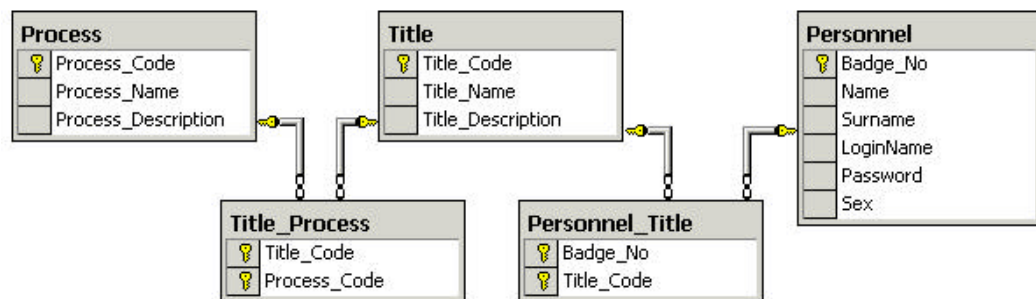 Process
Process_Code
Process_Name
Process_Description
Title
Title_Code
Title_Name
Title_Description
Personnel
Badge_No
Name
Surname
LoginName
Password
Sex
Title_Process
Title_Code
Process_Code
Personnel_Title
Badge_No
Title_Code